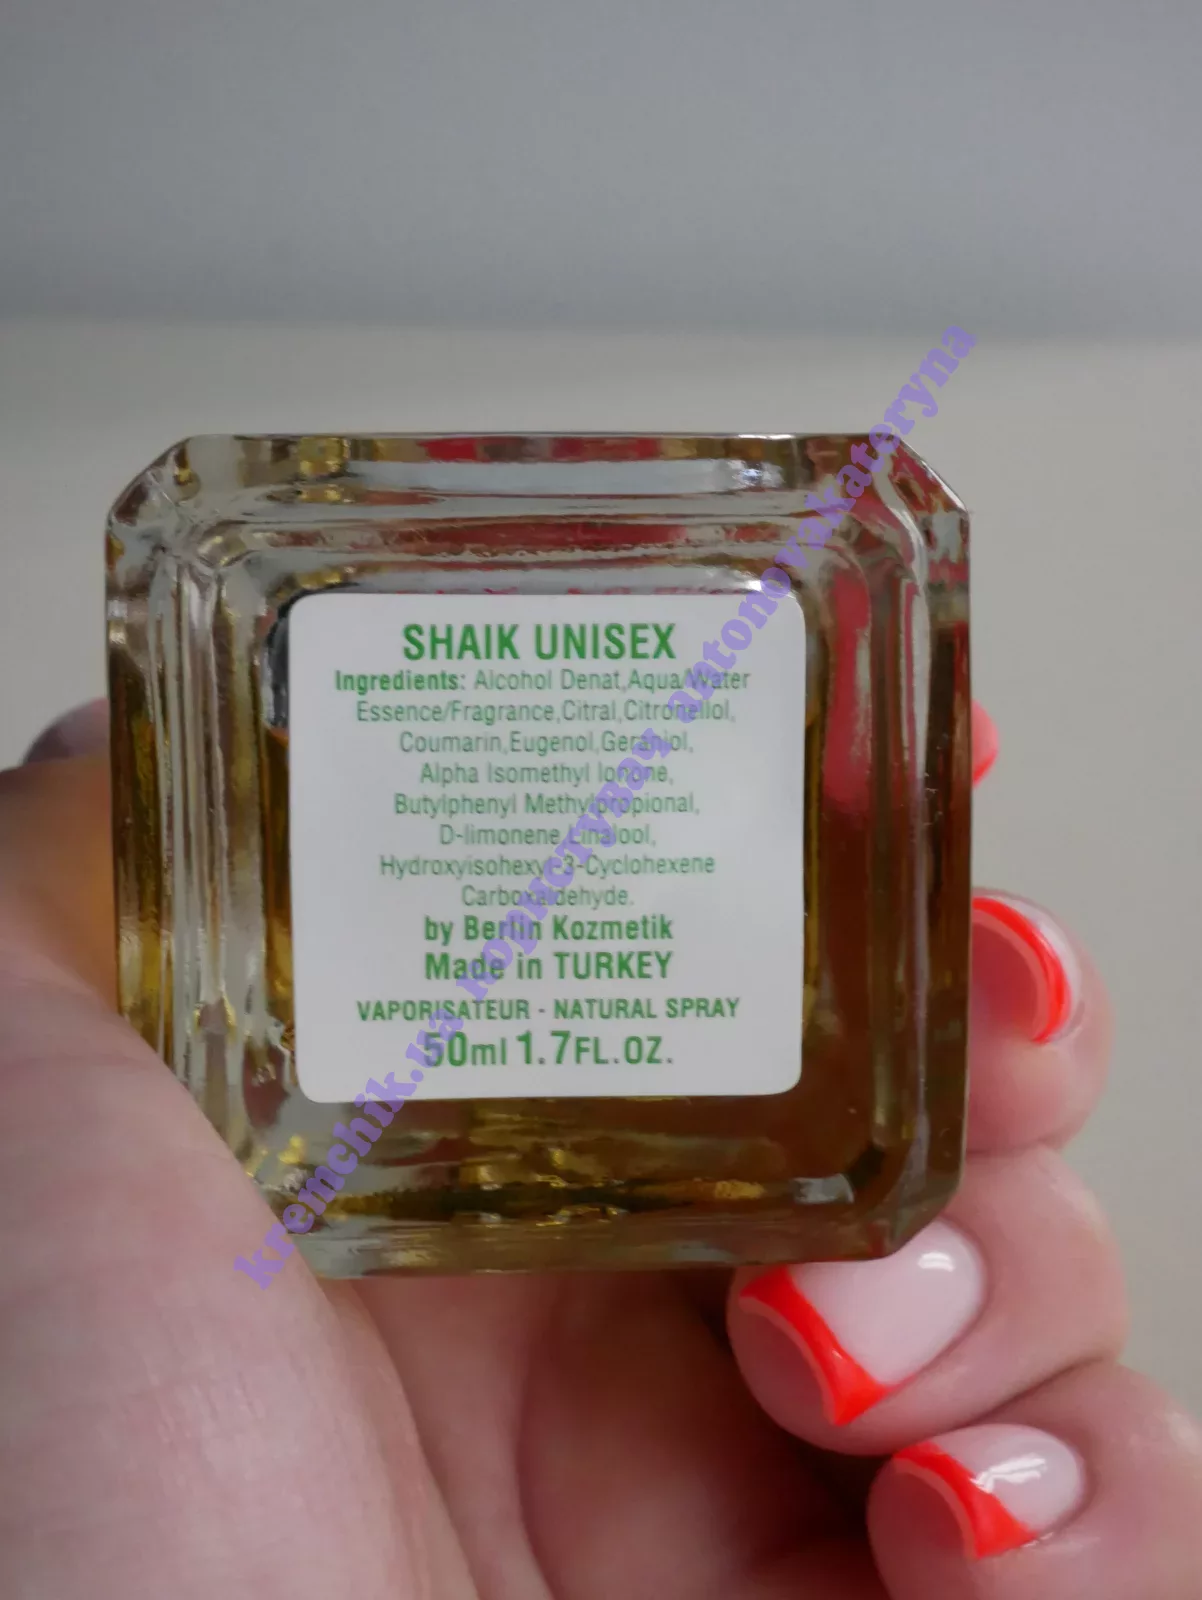 SHAIK UNISEX
Ingredients: Alcohol Denat,Aqua/Water
Essence/Fragrance,Citral,Citronellol,
Coumarin,Eugenol,Geraniol,
Alpha Isomethyl Ionone,
Butylphenyl Methylpropional,
D-limonene,Linalool,
Hydroxyisohexyl-3-Cyclohexene
Carboxaldehyde.
by Berlin Kozmetik
Made in TURKEY
VAPORISATEUR - NATURAL SPRAY
50ml 1.7FL.OZ.
kremchik.ua користувач antonovakateryna